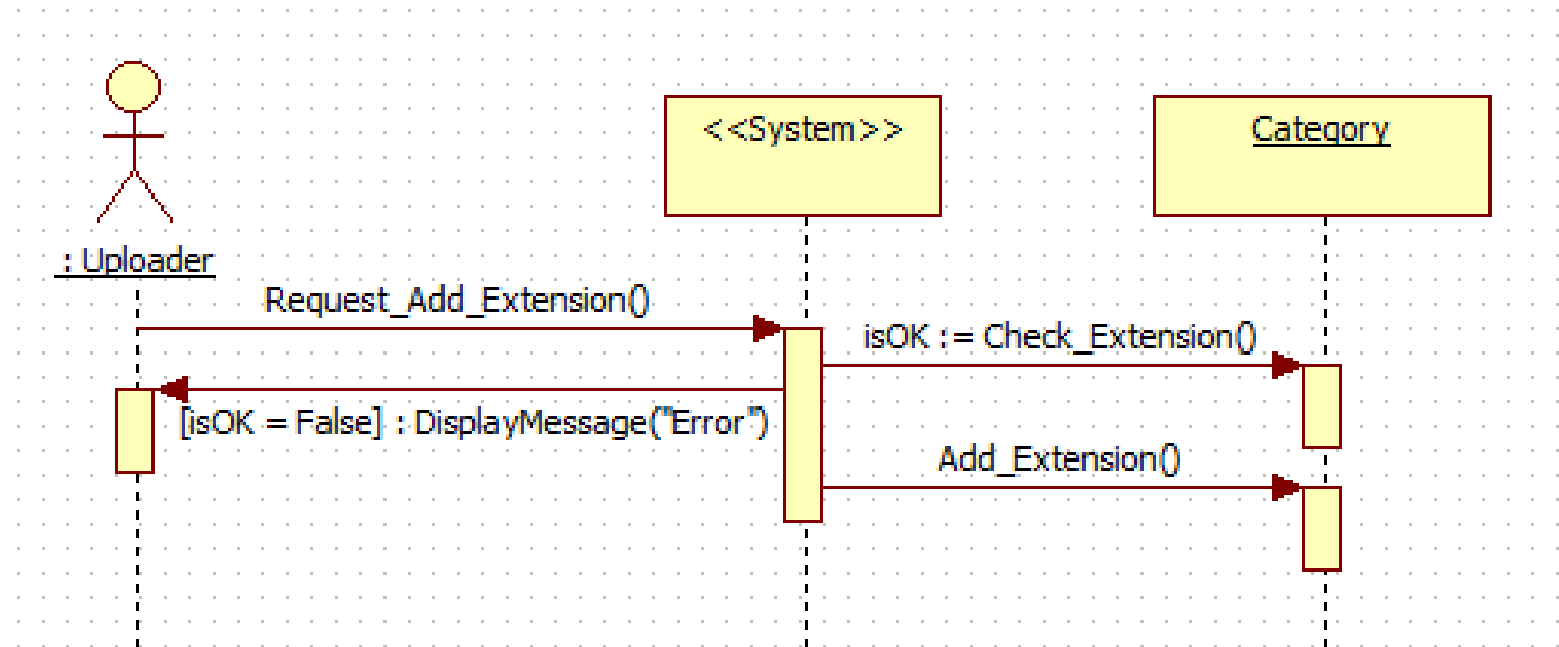 <<System>>
Category
: Uploader
Request_Add_Extension()
isOK := Check_Extension()
[isOK = False] : DisplayMessage("Error")
Add_Extension()